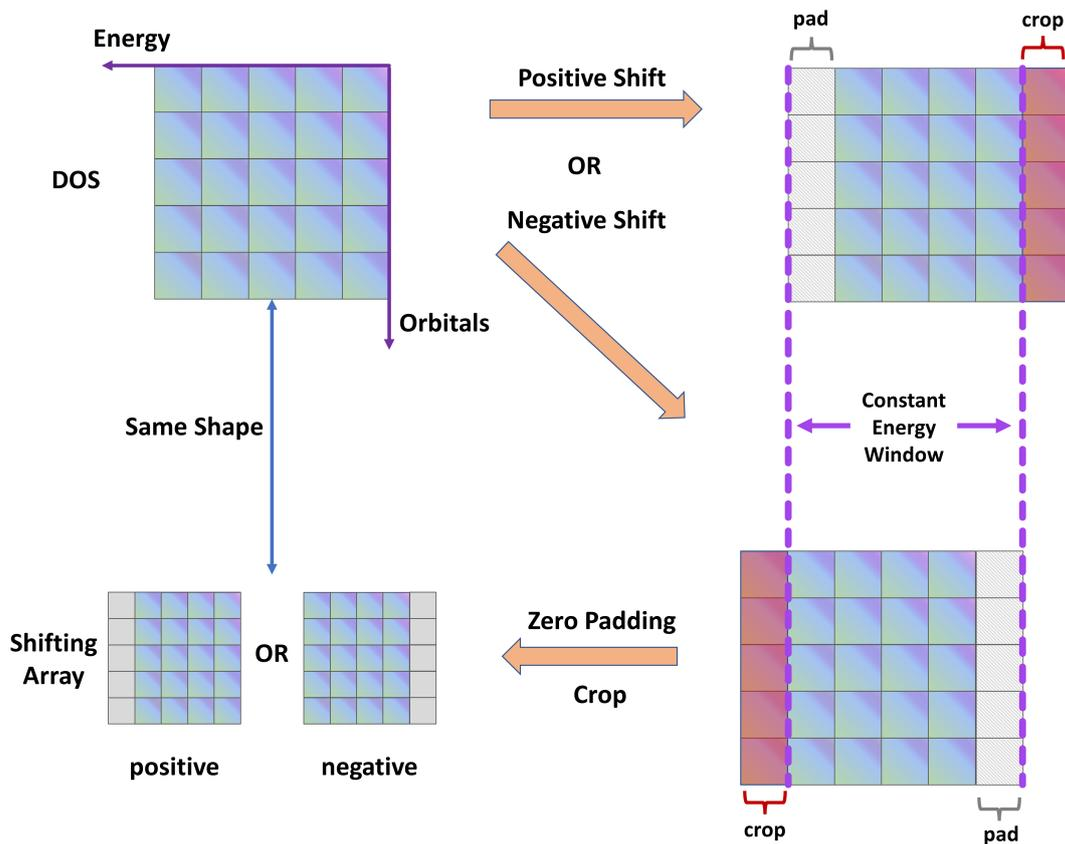 pad
crop
Energy
Positive Shift
OR
DOS
Negative Shift
Orbitals
Constant
Energy
Window
Same Shape
Zero Padding
Crop
Shifting
Array
OR
positive
negative
crop
pad